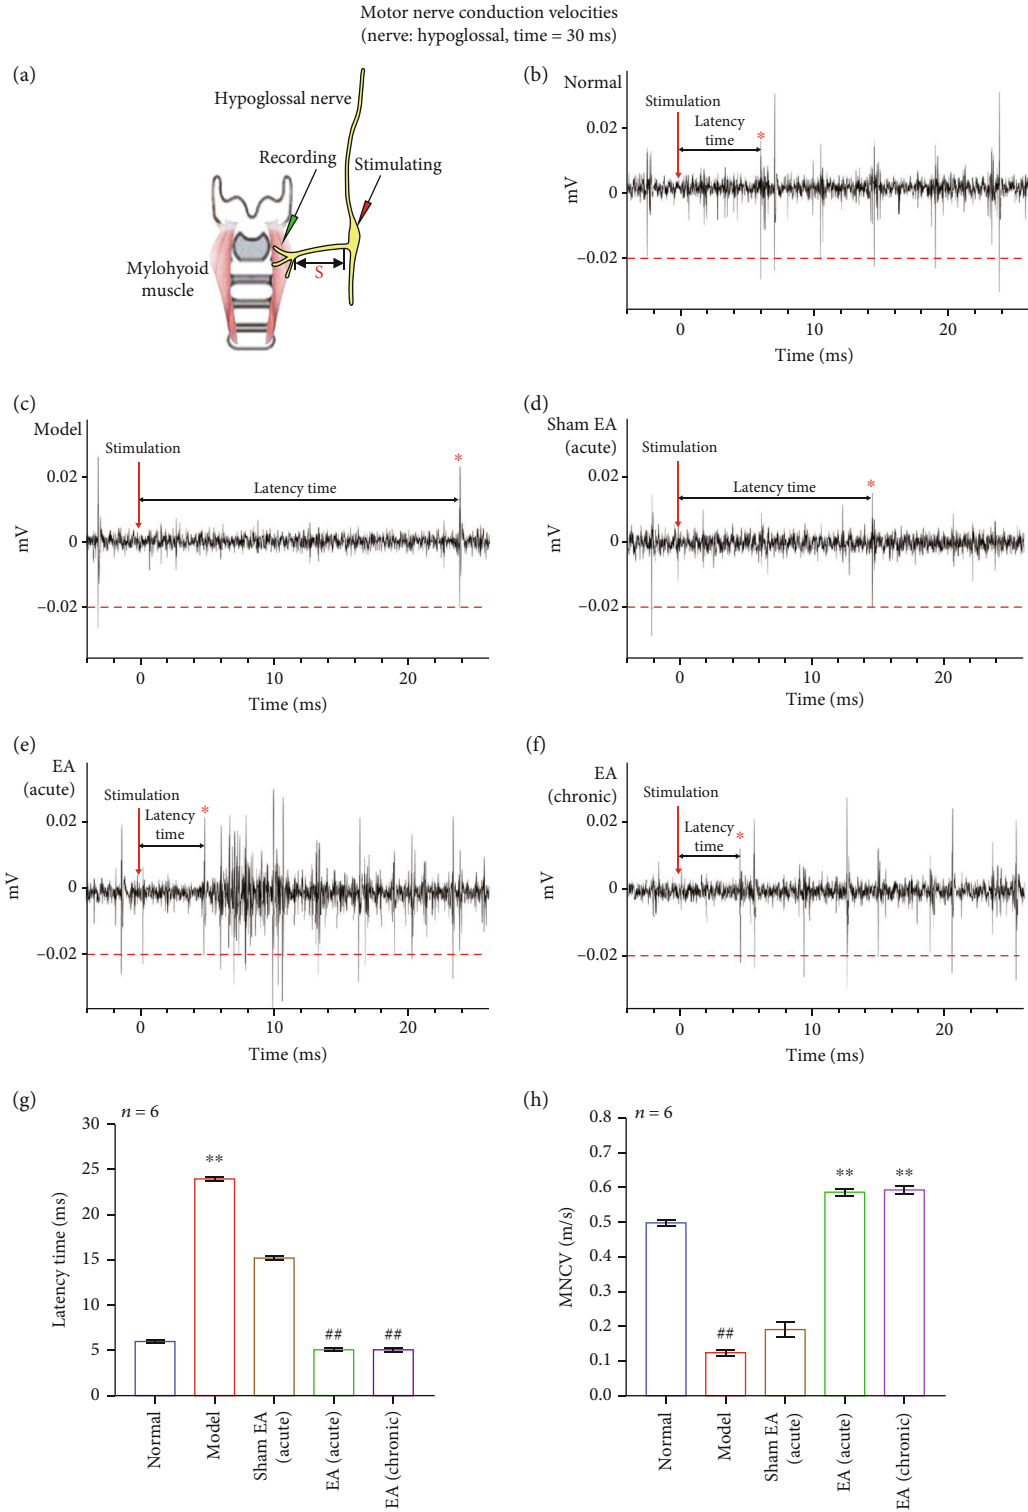 Motor nerve conduction velocities
(nerve: hypoglossal, time = 30 ms)
(a)
Hypoglossal nerve
Recording
Stimulating
Mylohyoid
muscle
S
(b)
Normal
Stimulation
Latency
time
*
0.02
0
−0.02
mV
0
10
20
Time (ms)
(c)
Model
Stimulation
*
Latency time
0.02
0
−0.02
mV
0
10
20
Time (ms)
(d)
Sham EA
(acute)
Stimulation
*
Latency time
0.02
0
−0.02
mV
0
10
20
Time (ms)
(e)
EA
(acute)
Stimulation
Latency
time
*
0.02
0
−0.02
mV
0
10
20
Time (ms)
(f)
EA
(chronic)
Stimulation
Latency
time
*
0.02
0
−0.02
mV
0
10
20
Time (ms)
(g)
n = 6
30
25
20
15
10
5
0
Latency time (ms)
**
##
##
Normal
Model
Sham EA
(acute)
EA (acute)
EA (chronic)
(h)
n = 6
0.8
0.7
0.6
0.5
0.4
0.3
0.2
0.1
0.0
MNCV (m/s)
##
**
**
Normal
Model
Sham EA
(acute)
EA (acute)
EA (chronic)